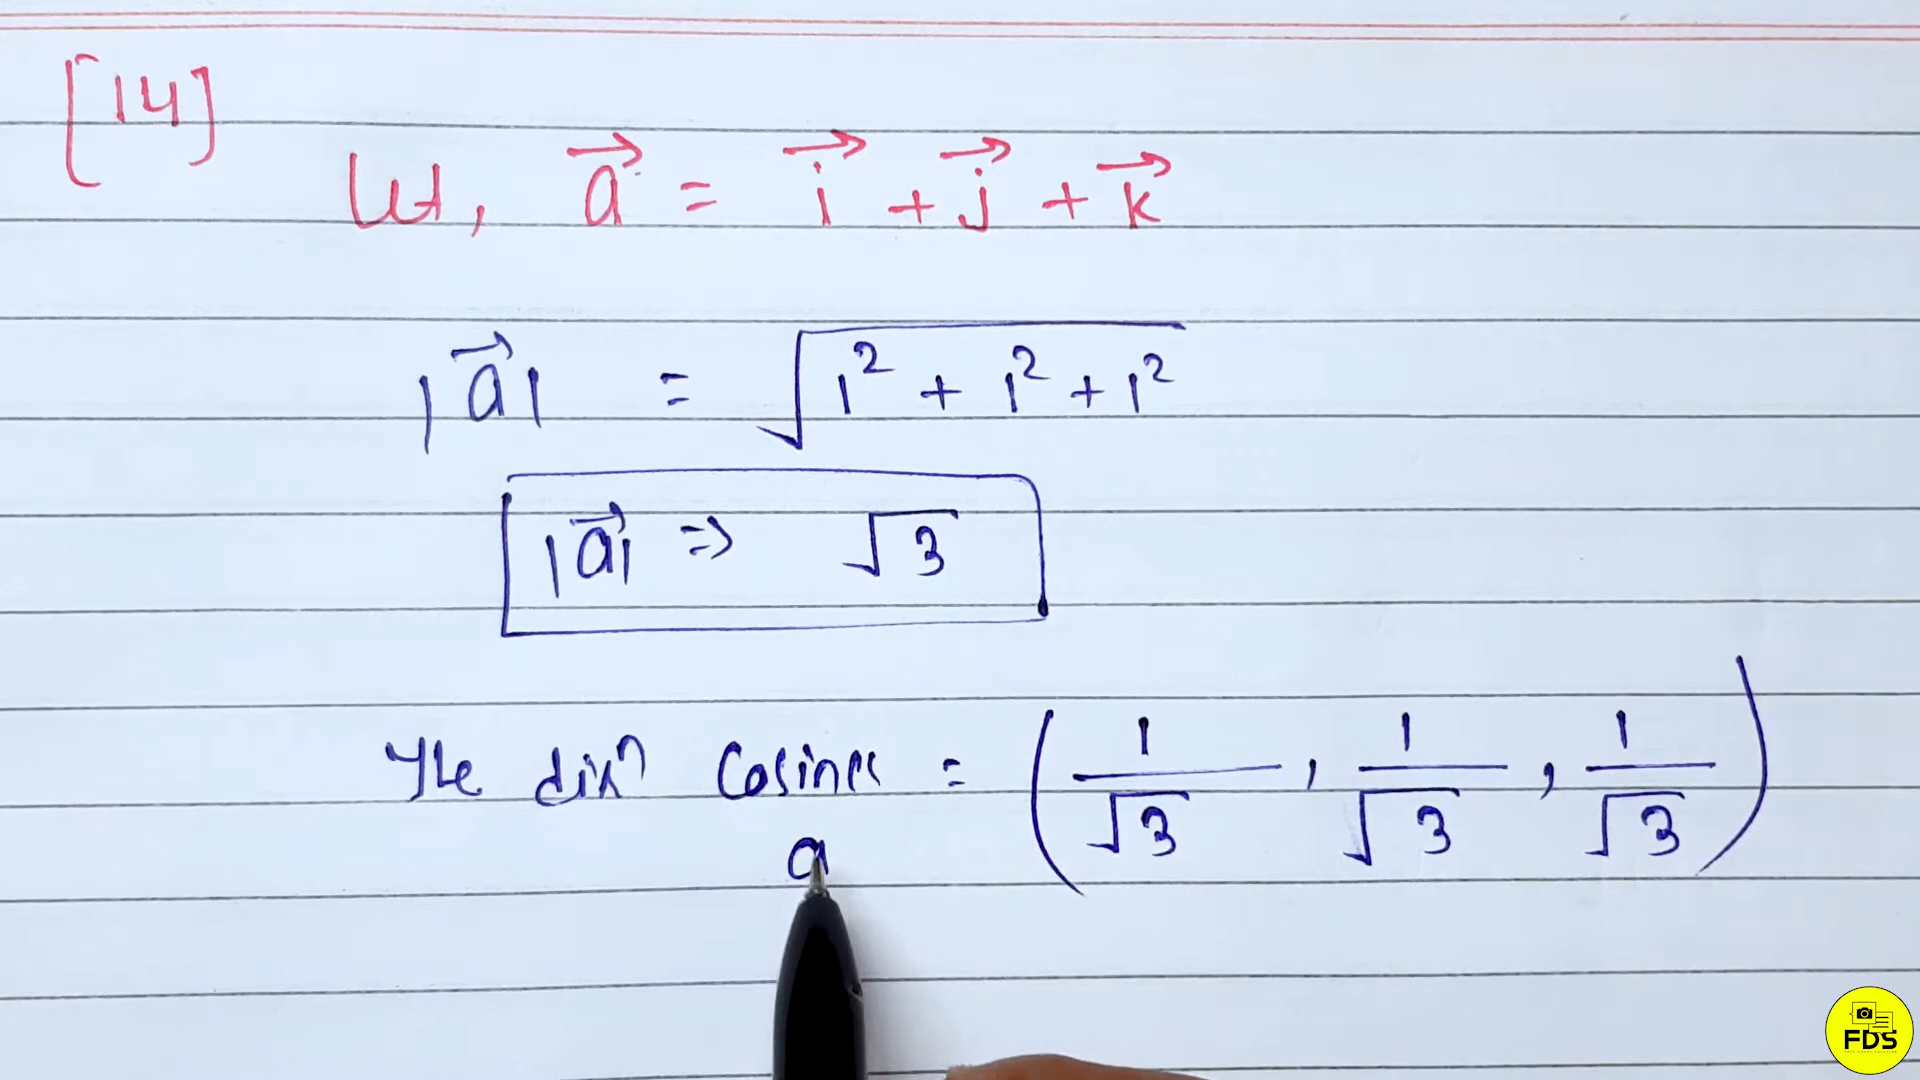 [14]
Let, a⃗ = i⃗ + j⃗ + k⃗
|a⃗| = √(1² + 1² + 1²)
|a⃗| ⇒ √3
The dirⁿ Cosines = (1/√3, 1/√3, 1/√3)
a
FDS